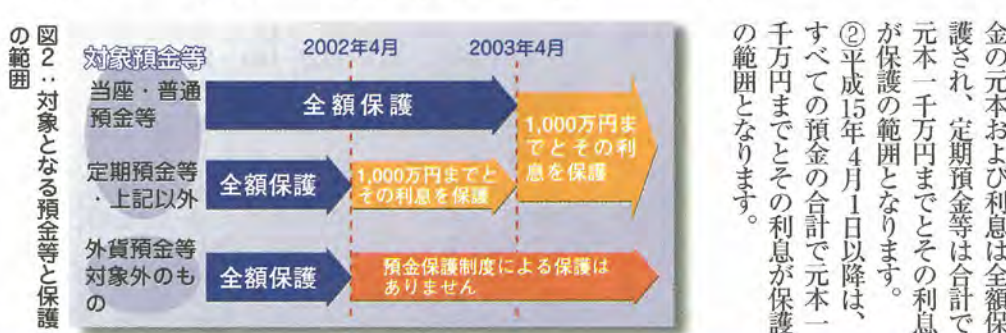 金の元本および利息は全額保
護され、定期預金等は合計で
元本一千万円までとその利息
が保護の範囲となります。
②平成15年4月1日以降は、
すべての預金の合計で元本一
千万円までとその利息が保護
の範囲となります。
対象預金等
2002年4月
2003年4月
当座・普通
預金等
全額保護
1,000万円ま
でとその利
息を保護
定期預金等
・上記以外
全額保護
1,000万円までと
その利息を保護
外貨預金等
対象外のも
の
全額保護
預金保護制度による保護は
ありません
図2：対象となる預金等と保護
の範囲